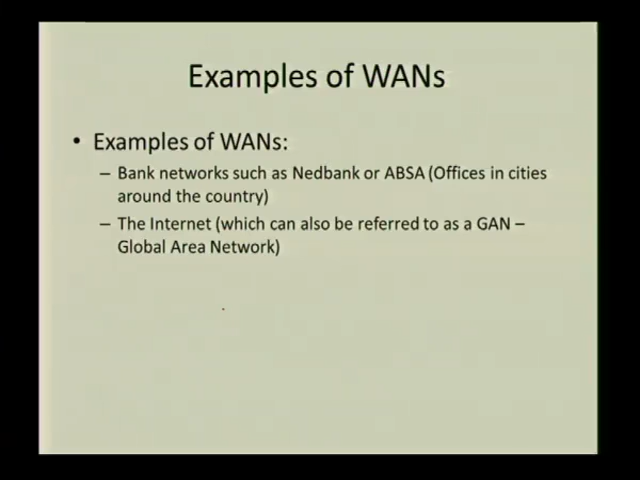 Examples of WANs
• Examples of WANs:
– Bank networks such as Nedbank or ABSA (Offices in cities
around the country)
– The Internet (which can also be referred to as a GAN –
Global Area Network)